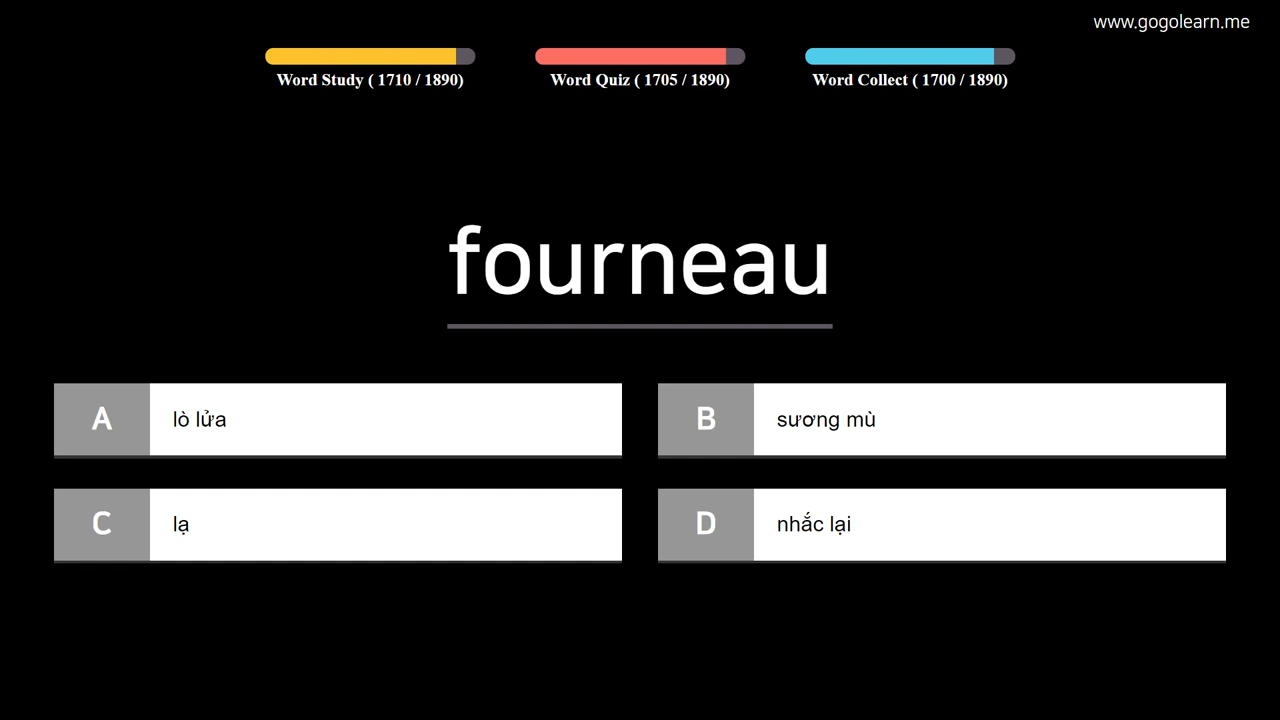 www.gogolearn.me
Word Study ( 1710 / 1890)
Word Quiz ( 1705 / 1890)
Word Collect ( 1700 / 1890)
fourneau
A
lò lửa
B
sương mù
C
lạ
D
nhắc lại